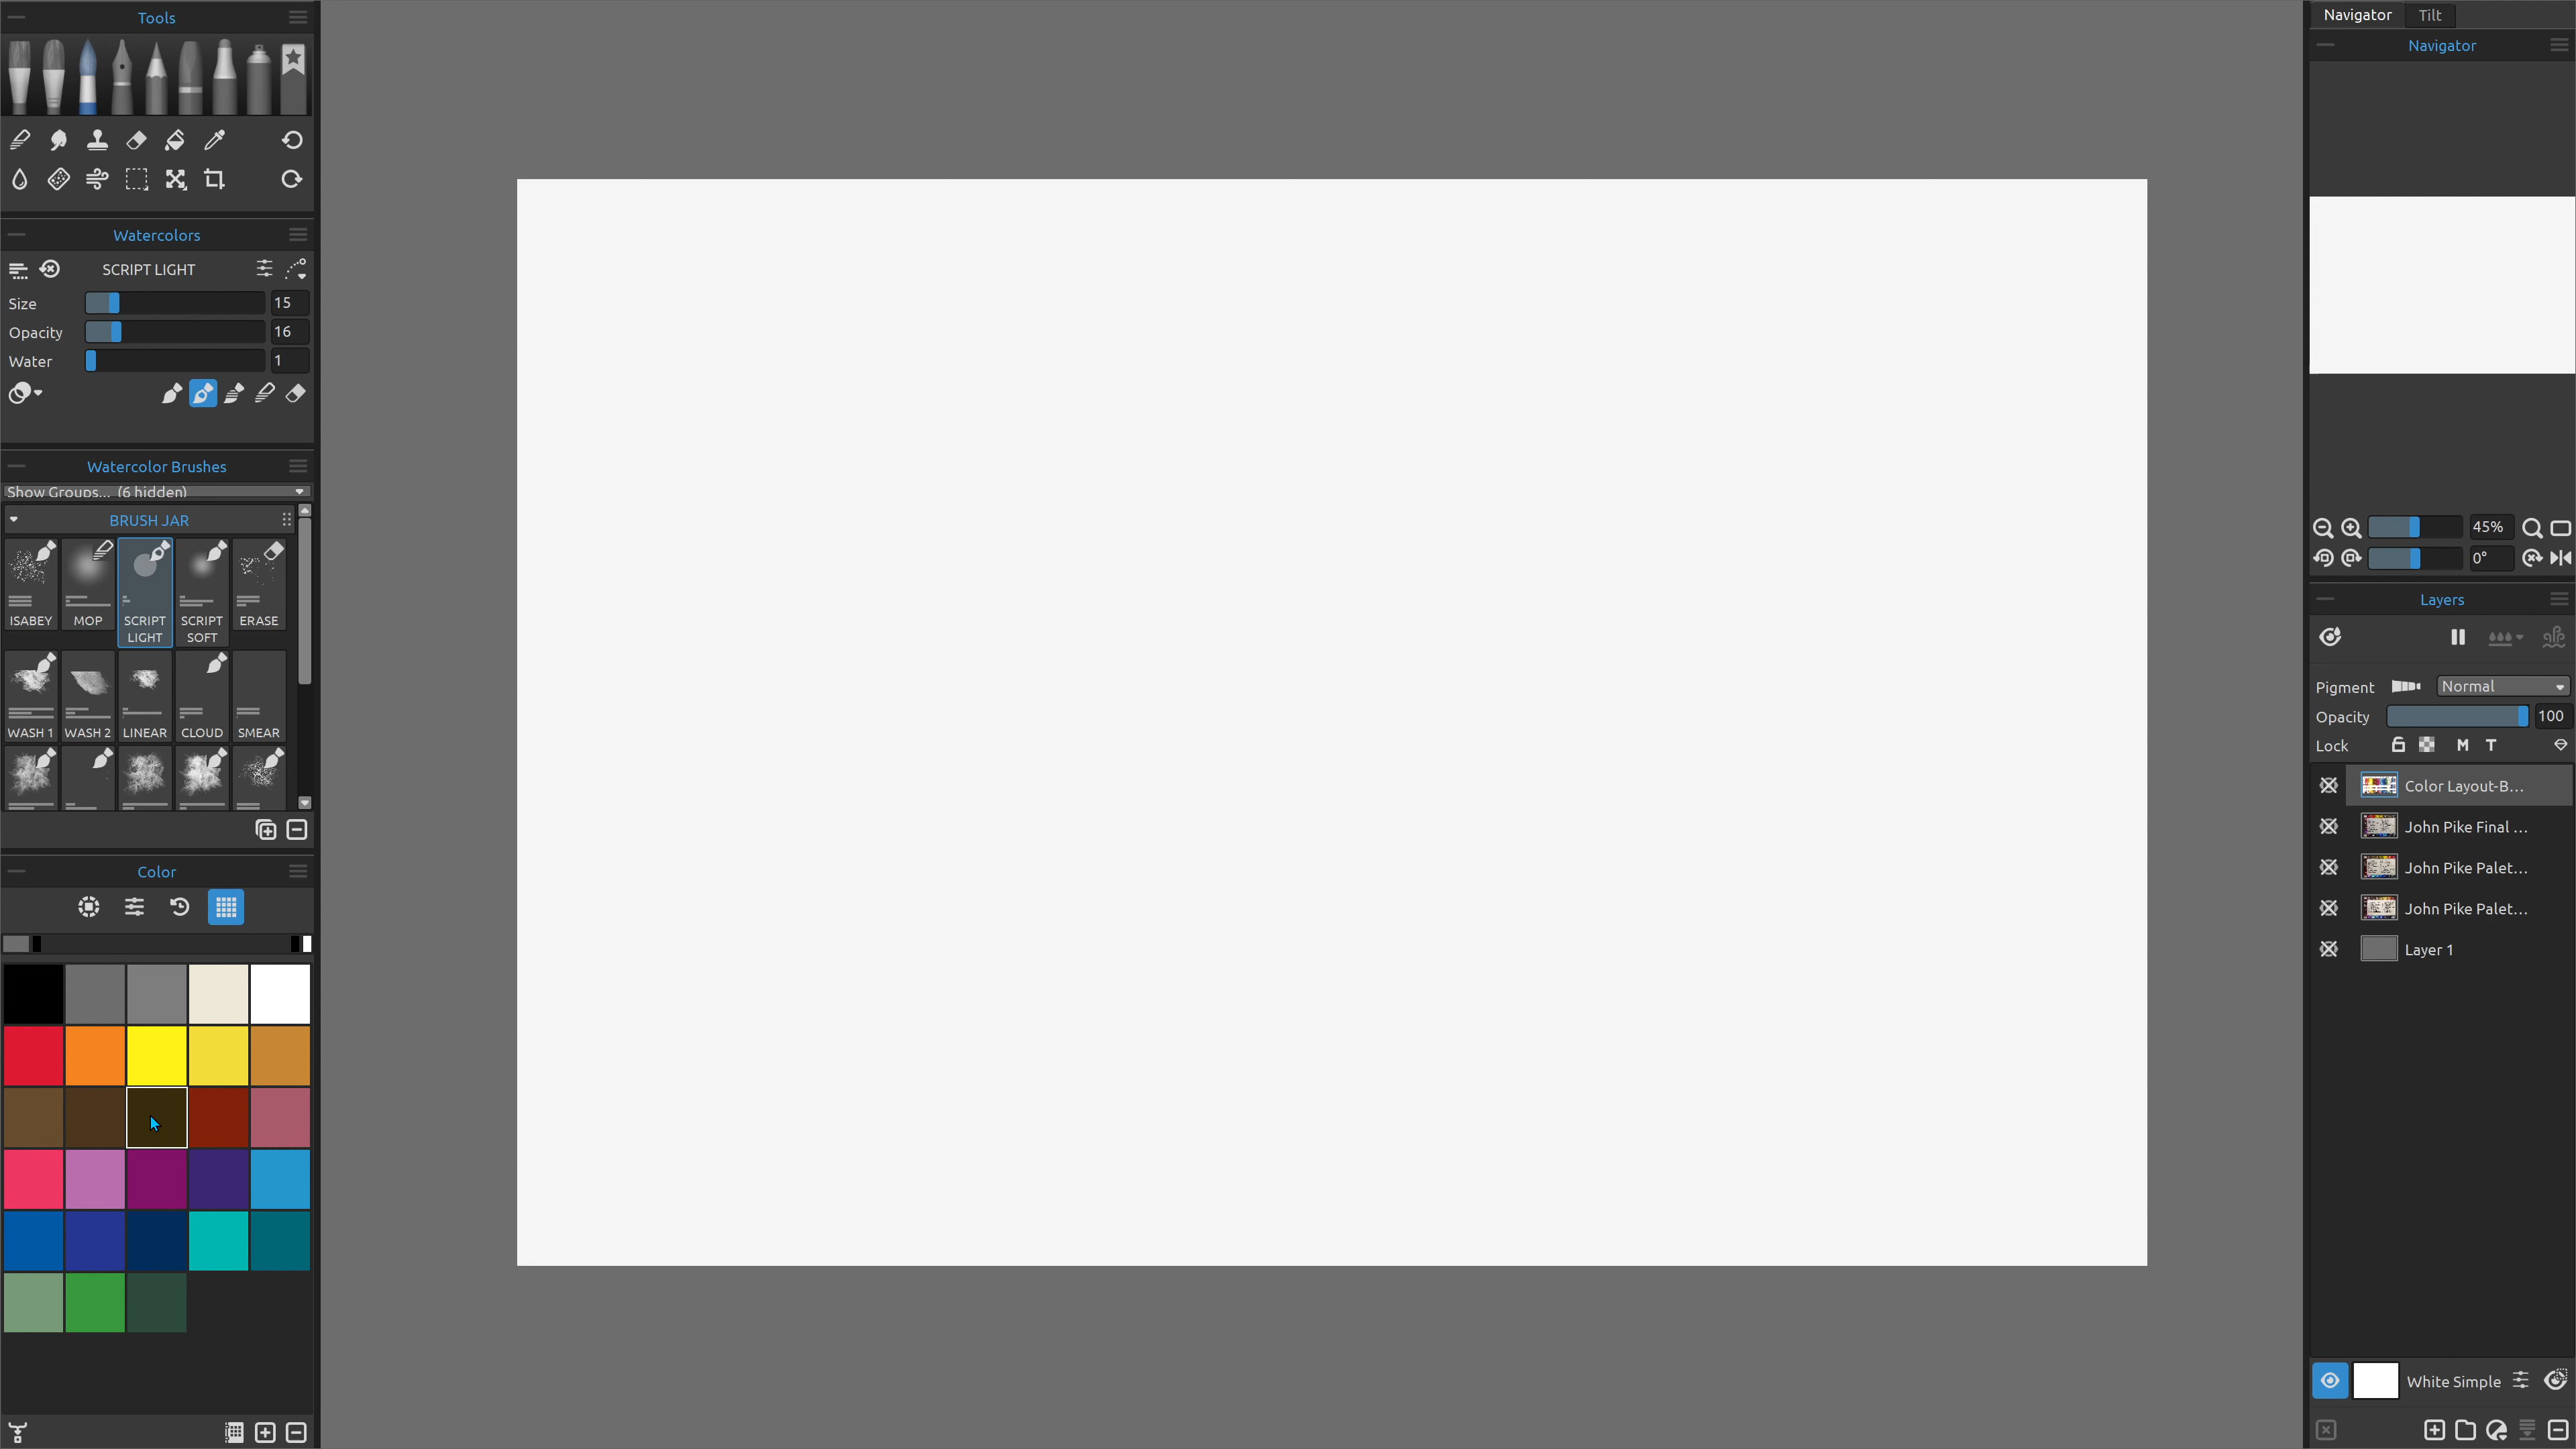 Tools
Watercolors
SCRIPT LIGHT
Size 15
Opacity 16
Water 1
Watercolor Brushes
Show Groups... (6 hidden)
BRUSH JAR
ISABEY MOP SCRIPT LIGHT SCRIPT SOFT ERASE
WASH 1 WASH 2 LINEAR CLOUD SMEAR
Color
Navigator Tilt
Navigator
45%
0°
Layers
Pigment Normal
Opacity 100
Lock M T
Color Layout-B...
John Pike Final ...
John Pike Palet...
John Pike Palet...
Layer 1
White Simple